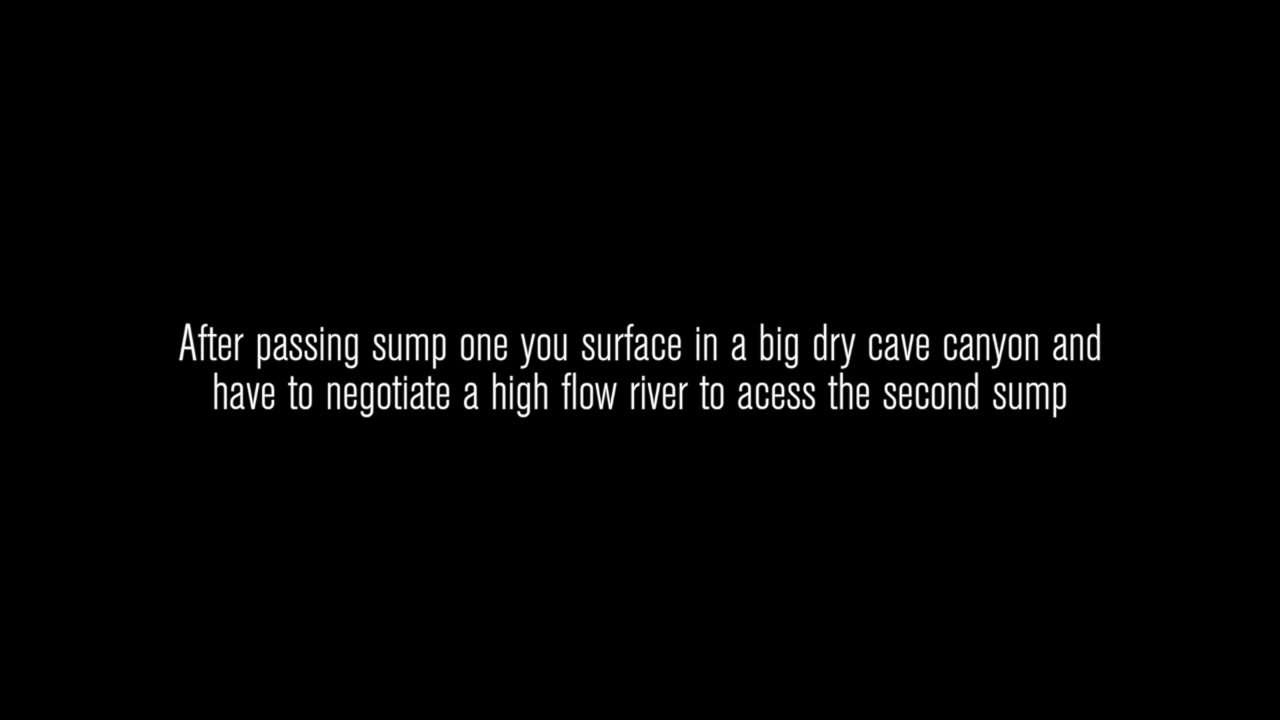 After passing sump one you surface in a big dry cave canyon and
have to negotiate a high flow river to acess the second sump